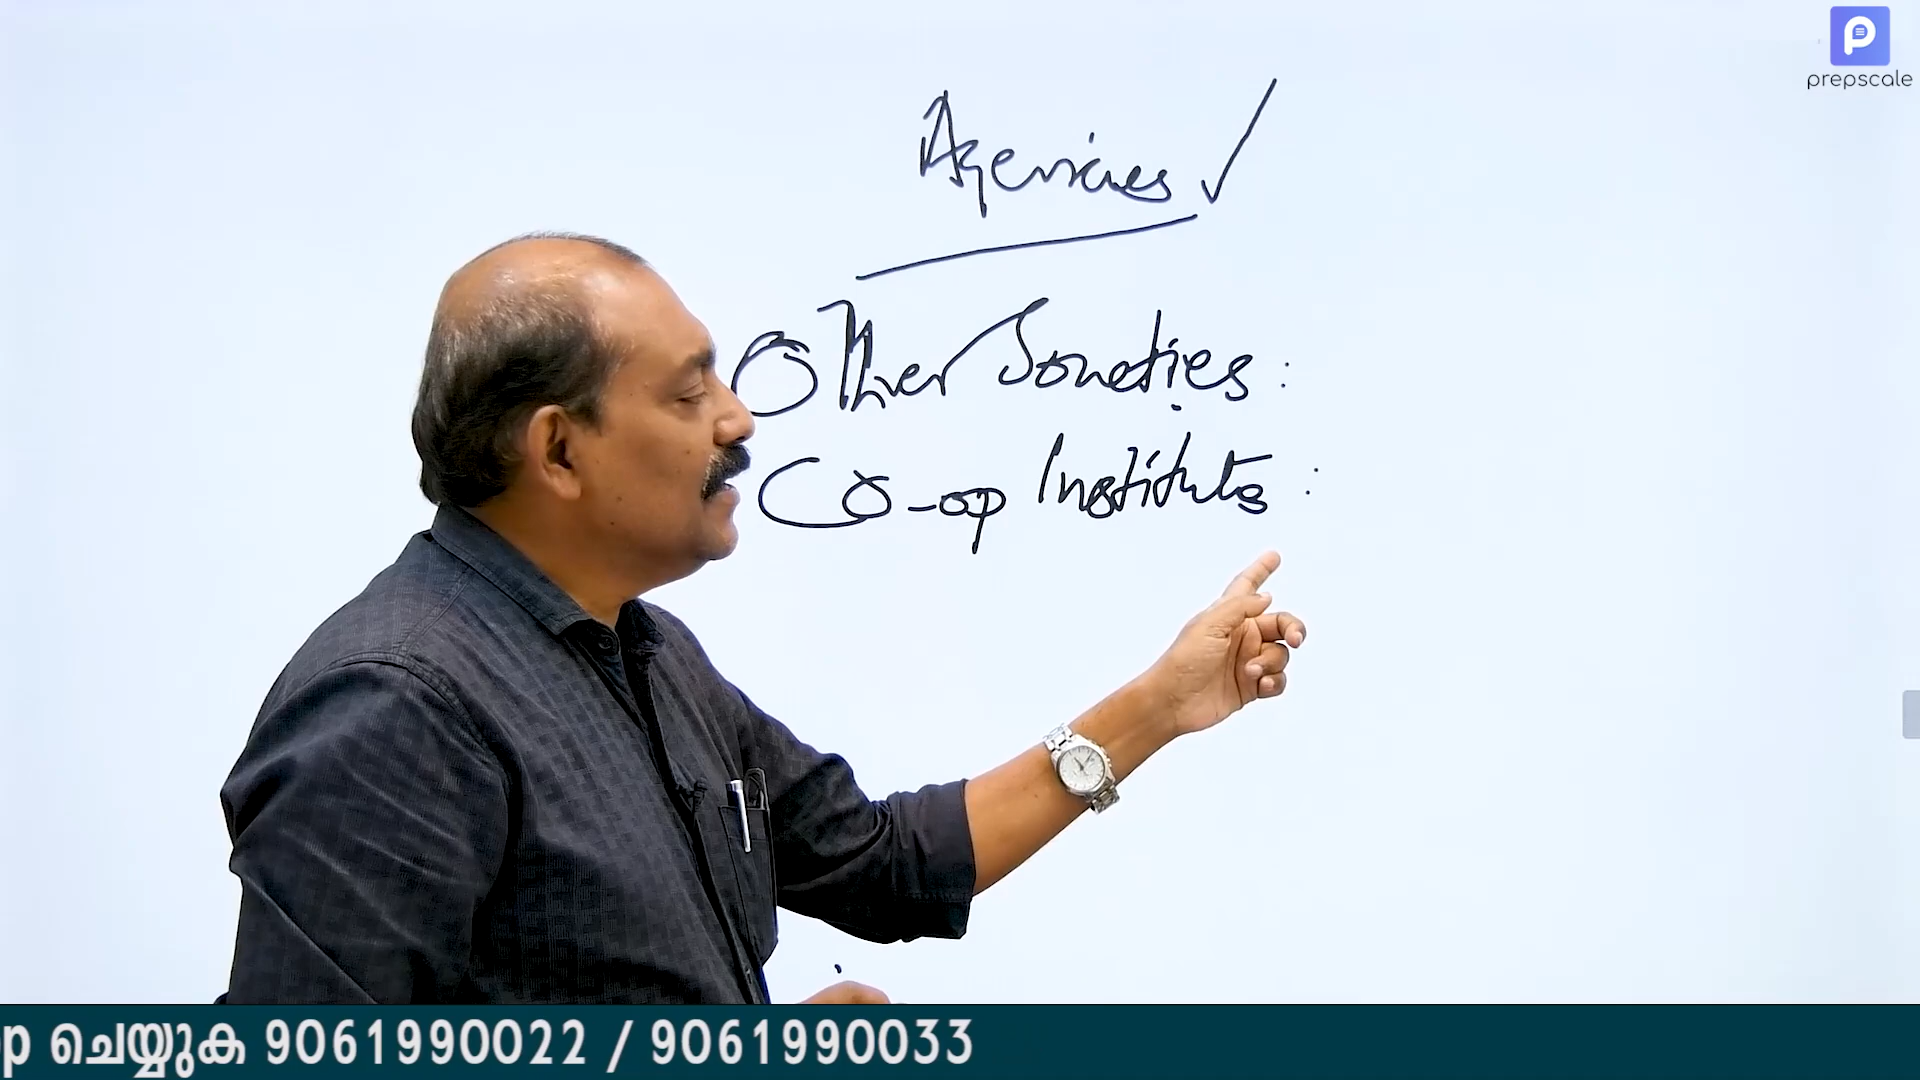 prepscale
Agencies
Other Societies :
Co-op Institutes :
p ചെയ്യുക 9061990022 / 9061990033